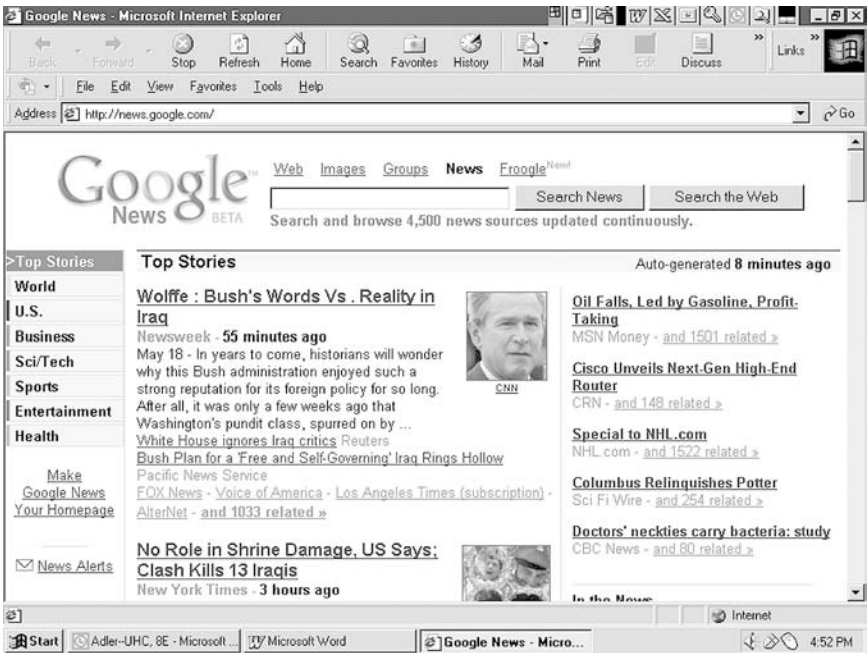 Google News - Microsoft Internet Explorer
Back Forward Stop Refresh Home Search Favorites History Mail Print Edit Discuss » Links »
File Edit View Favorites Tools Help
Address http://news.google.com/ Go
Web Images Groups News Froogle New!
Google™
News BETA
Search News Search the Web
Search and browse 4,500 news sources updated continuously.
>Top Stories
World
U.S.
Business
Sci/Tech
Sports
Entertainment
Health
Make
Google News
Your Homepage
News Alerts
Top Stories
Auto-generated 8 minutes ago
Wolffe : Bush's Words Vs . Reality in
Iraq
Newsweek - 55 minutes ago
May 18 - In years to come, historians will wonder
why this Bush administration enjoyed such a
strong reputation for its foreign policy for so long.
After all, it was only a few weeks ago that
Washington's pundit class, spurred on by ...
White House ignores Iraq critics Reuters
Bush Plan for a 'Free and Self-Governing' Iraq Rings Hollow
Pacific News Service
FOX News - Voice of America - Los Angeles Times (subscription) -
AlterNet - and 1033 related »
CNN
No Role in Shrine Damage, US Says;
Clash Kills 13 Iraqis
New York Times - 3 hours ago
Oil Falls, Led by Gasoline, Profit-
Taking
MSN Money - and 1501 related »
Cisco Unveils Next-Gen High-End
Router
CRN - and 148 related »
Special to NHL.com
NHL.com - and 1522 related »
Columbus Relinquishes Potter
Sci Fi Wire - and 254 related »
Doctors' neckties carry bacteria: study
CBC News - and 80 related »
In the News
Internet
Start Adler--UHC, 8E - Microsoft ... Microsoft Word Google News - Micro... 4:52 PM